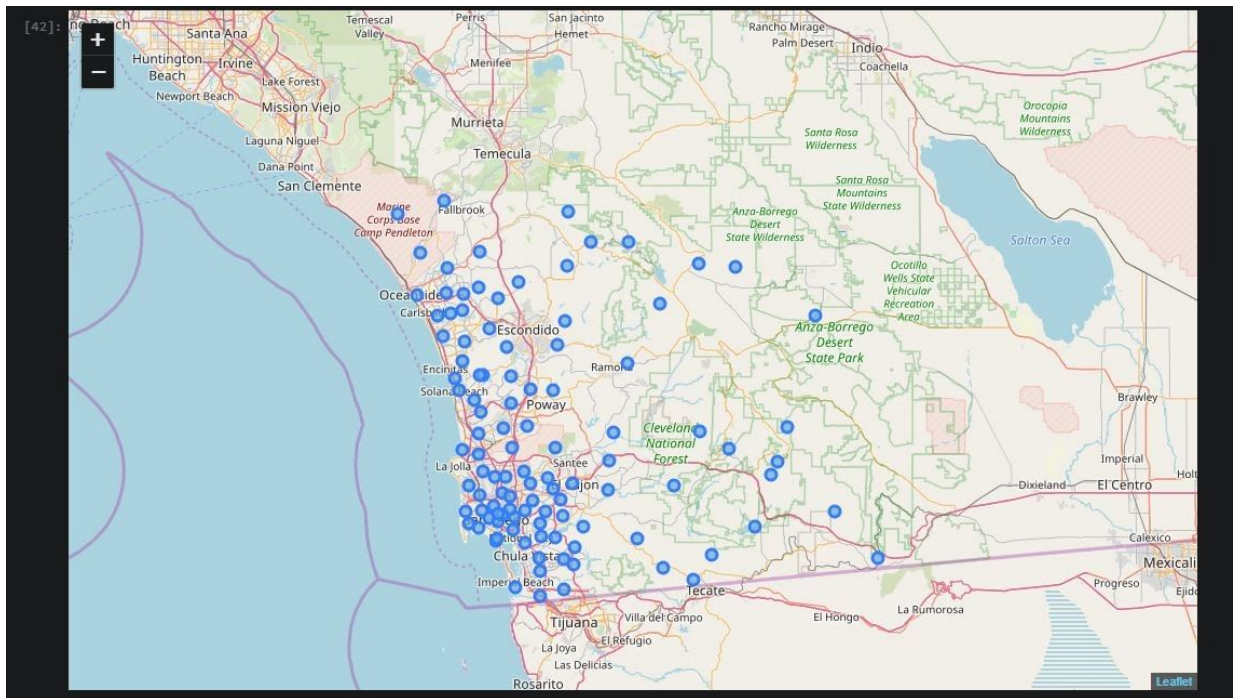 [42]:
+
−
Santa Ana
Temescal
Valley
Perris
San Jacinto
Hemet
Rancho Mirage
Palm Desert
Indio
Coachella
Huntington
Beach
Irvine
Menifee
Lake Forest
Newport Beach
Mission Viejo
Orocopia
Mountains
Wilderness
Murrieta
Laguna Niguel
Temecula
Santa Rosa
Wilderness
Dana Point
San Clemente
Santa Rosa
Mountains
State Wilderness
Marine
Corps Base
Camp Pendleton
Fallbrook
Anza-Borrego
Desert
State Wilderness
Salton Sea
Ocotillo
Wells State
Vehicular
Recreation
Area
Escondido
Anza-Borrego
Desert
State Park
Encinitas
Solana Beach
Poway
Brawley
Cleveland
National
Forest
La Jolla
Santee
Imperial
Holt
Dixieland
El Centro
Chula Vista
Calexico
Mexicali
Imperial Beach
Tecate
Progreso
Ejido
La Rumorosa
Tijuana
Villa del Campo
El Hongo
El Refugio
La Joya
Las Delicias
Rosarito
Leaflet